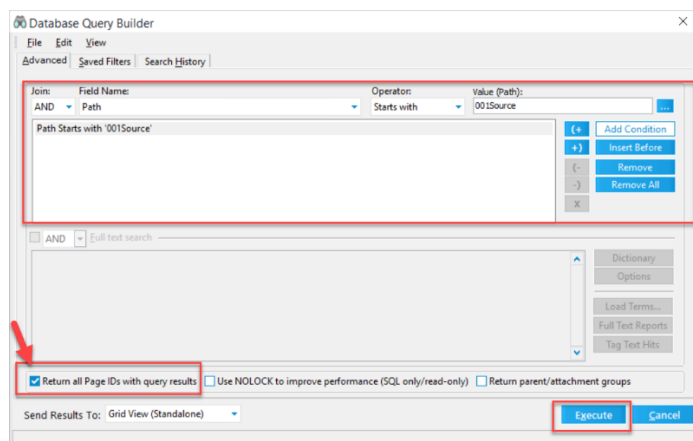 Database Query Builder
File Edit View
Advanced Saved Filters Search History
Join: Field Name: Operator: Value (Path):
AND Path Starts with 001Source ...
Path Starts with '001Source'
(+ Add Condition
+) Insert Before
(- Remove
-) Remove All
X
AND Full text search
Dictionary
Options
Load Terms...
Full Text Reports
Tag Text Hits
Return all Page IDs with query results Use NOLOCK to improve performance (SQL only/read-only) Return parent/attachment groups
Send Results To: Grid View (Standalone) Execute Cancel